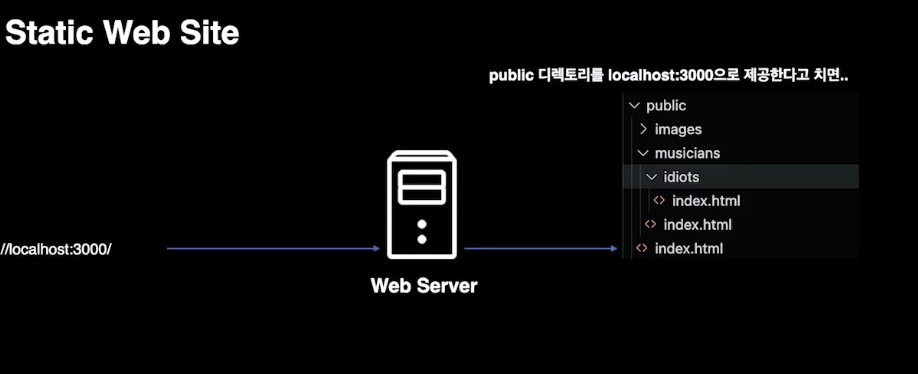 Static Web Site
public 디렉토리를 localhost:3000으로 제공한다고 치면..
public
images
musicians
idiots
index.html
index.html
index.html
//localhost:3000/
Web Server